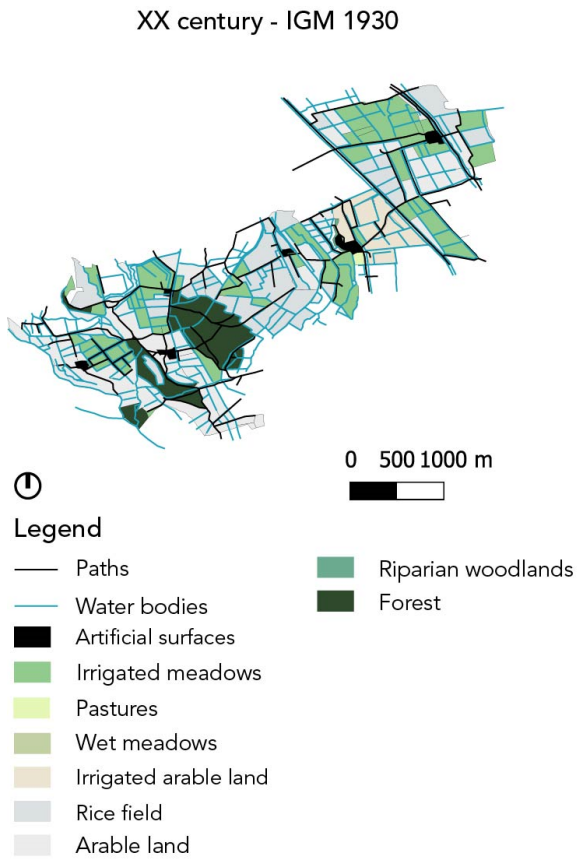 XX century - IGM 1930
0 500 1000 m
Legend
Paths
Water bodies
Artificial surfaces
Irrigated meadows
Pastures
Wet meadows
Irrigated arable land
Rice field
Arable land
Riparian woodlands
Forest